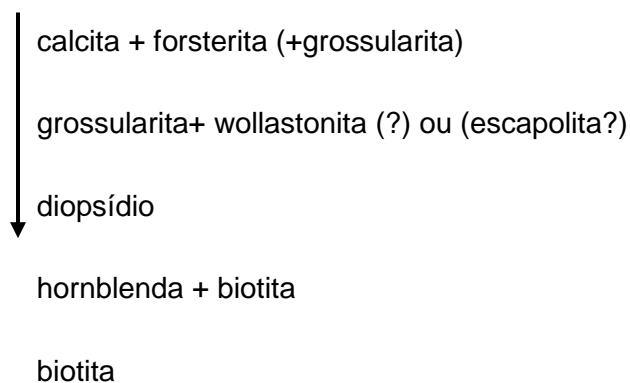 calcita + forsterita (+grossularita)
grossularita+ wollastonita (?) ou (escapolita?)
diopsídio
hornblenda + biotita
biotita